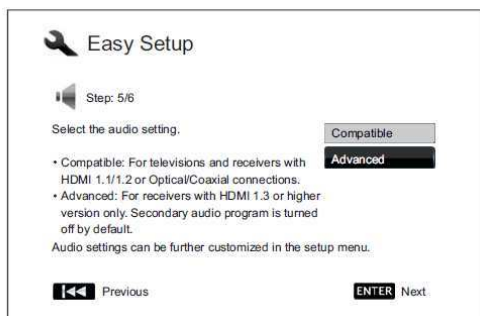 Easy Setup
Step: 5/6
Select the audio setting.
Compatible
Advanced
• Compatible: For televisions and receivers with
HDMI 1.1/1.2 or Optical/Coaxial connections.
• Advanced: For receivers with HDMI 1.3 or higher
version only. Secondary audio program is turned
off by default.
Audio settings can be further customized in the setup menu.
Previous
ENTER Next